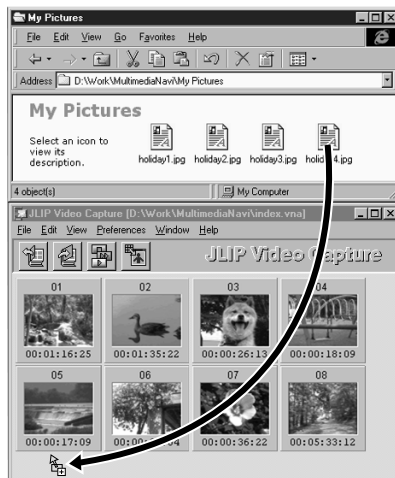 My Pictures
File Edit View Go Favorites Help
Address D:\Work\MultimediaNavi\My Pictures
My Pictures
Select an icon to
view its
description.
holiday1.jpg holiday2.jpg holiday3.jpg
4 object(s) My Computer
JLIP Video Capture [D:\Work\MultimediaNavi\index.vna]
File Edit View Preferences Window Help
JLIP Video Capture
01 02 03 04
00:01:16:25 00:01:35:22 00:00:26:13 00:00:18:09
05 06 07 08
00:00:17:09 00:00:36:22 00:05:33:12